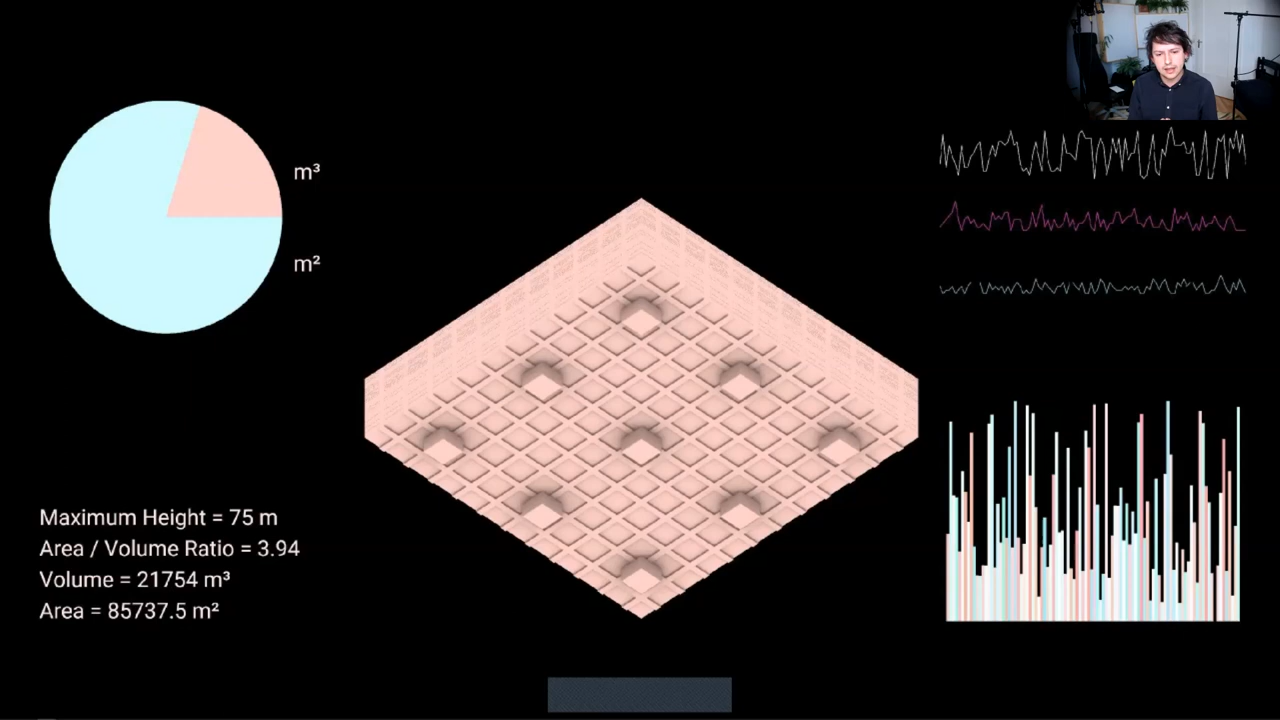 m³
m²
Maximum Height = 75 m
Area / Volume Ratio = 3.94
Volume = 21754 m³
Area = 85737.5 m²